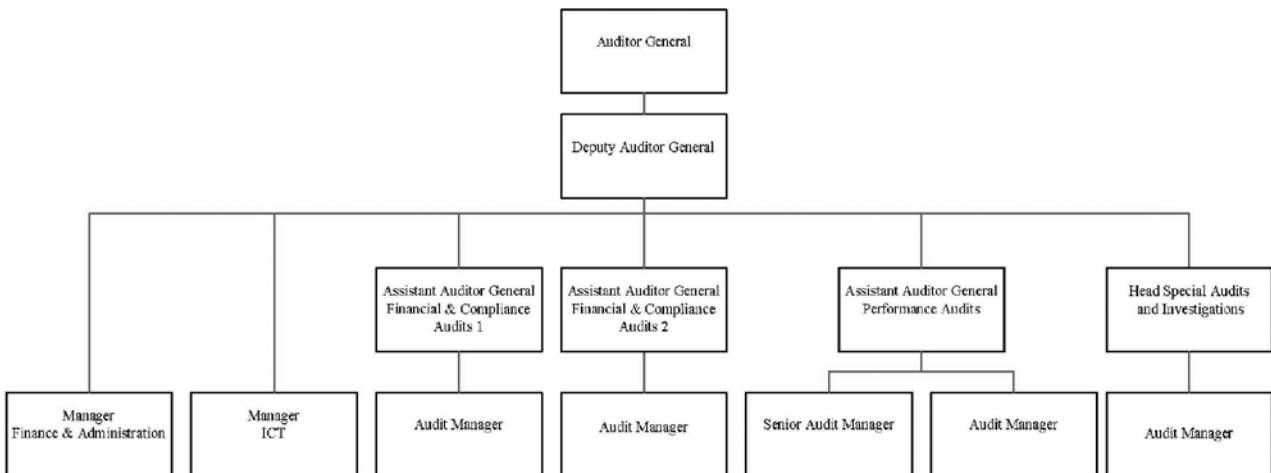 Auditor General
Deputy Auditor General
Assistant Auditor General
Financial & Compliance
Audits 1
Assistant Auditor General
Financial & Compliance
Audits 2
Assistant Auditor General
Performance Audits
Head Special Audits
and Investigations
Manager
Finance & Administration
Manager
ICT
Audit Manager
Audit Manager
Senior Audit Manager
Audit Manager
Audit Manager